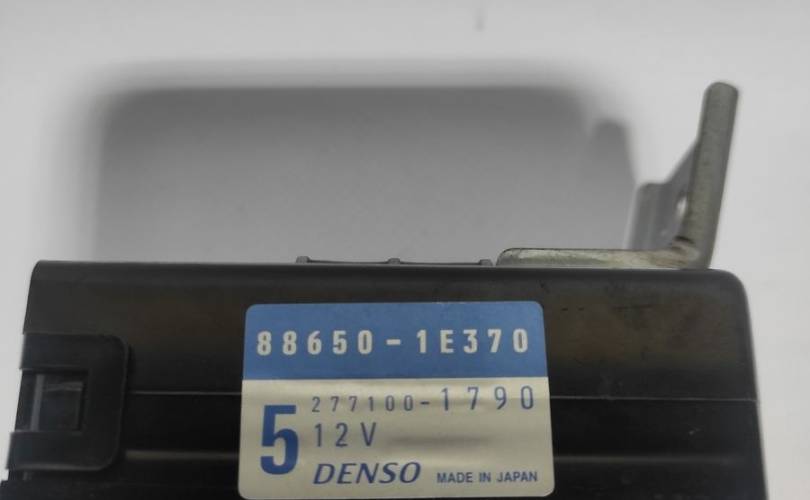 88650-1E370
277100-1790
5 12V
DENSO MADE IN JAPAN